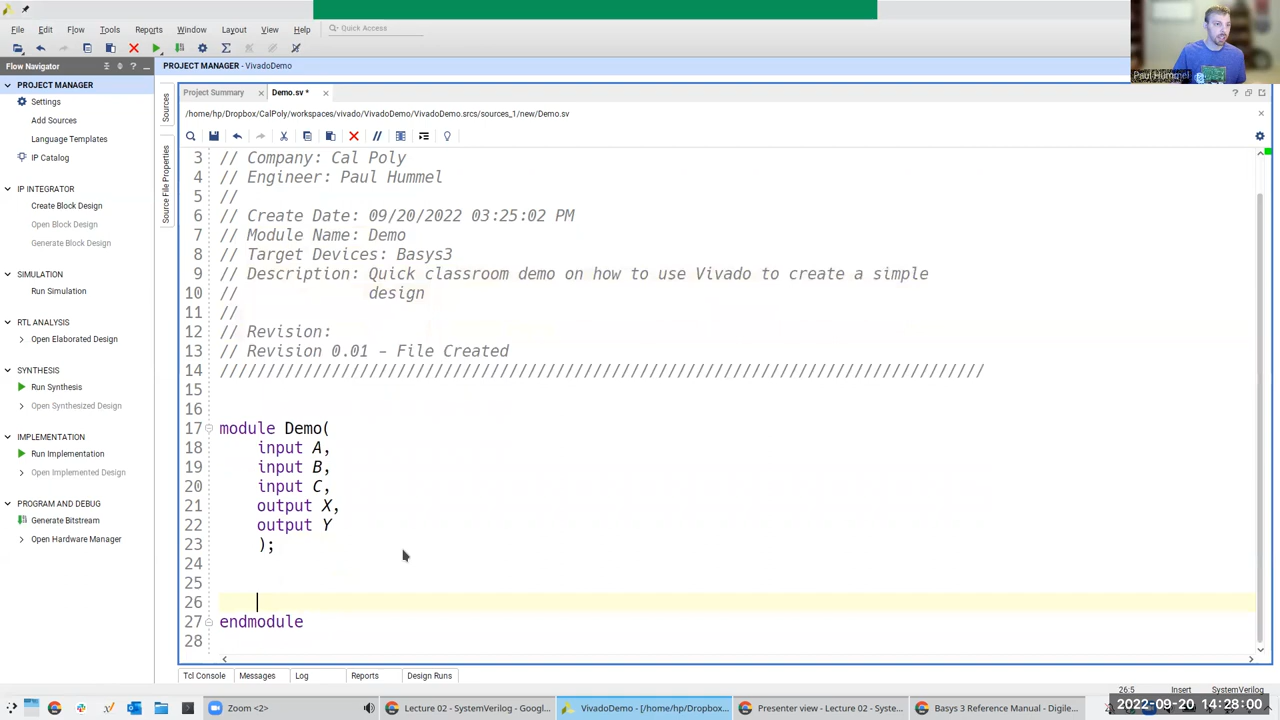 File Edit Flow Tools Reports Window Layout View Help Quick Access
Paul Hummel
Flow Navigator
PROJECT MANAGER - VivadoDemo
PROJECT MANAGER
Settings
Add Sources
Language Templates
IP Catalog
IP INTEGRATOR
Create Block Design
Open Block Design
Generate Block Design
SIMULATION
Run Simulation
RTL ANALYSIS
Open Elaborated Design
SYNTHESIS
Run Synthesis
Open Synthesized Design
IMPLEMENTATION
Run Implementation
Open Implemented Design
PROGRAM AND DEBUG
Generate Bitstream
Open Hardware Manager
Sources
Source File Properties
Project Summary Demo.sv *
/home/hp/Dropbox/CalPoly/workspaces/vivado/VivadoDemo/VivadoDemo.srcs/sources_1/new/Demo.sv
3 // Company: Cal Poly
4 // Engineer: Paul Hummel
5 //
6 // Create Date: 09/20/2022 03:25:02 PM
7 // Module Name: Demo
8 // Target Devices: Basys3
9 // Description: Quick classroom demo on how to use Vivado to create a simple
10 // design
11 //
12 // Revision:
13 // Revision 0.01 - File Created
14 //////////////////////////////////////////////////////////////////////////////////
15
16
17 module Demo(
18 input A,
19 input B,
20 input C,
21 output X,
22 output Y
23 );
24
25
26
27 endmodule
28
Tcl Console Messages Log Reports Design Runs
26:5 Insert SystemVerilog
Zoom <2> Lecture 02 - SystemVerilog - Googl... VivadoDemo - [/home/hp/Dropbox... Presenter view - Lecture 02 - System... Basys 3 Reference Manual - Digile...
2022-09-20 14:28:00